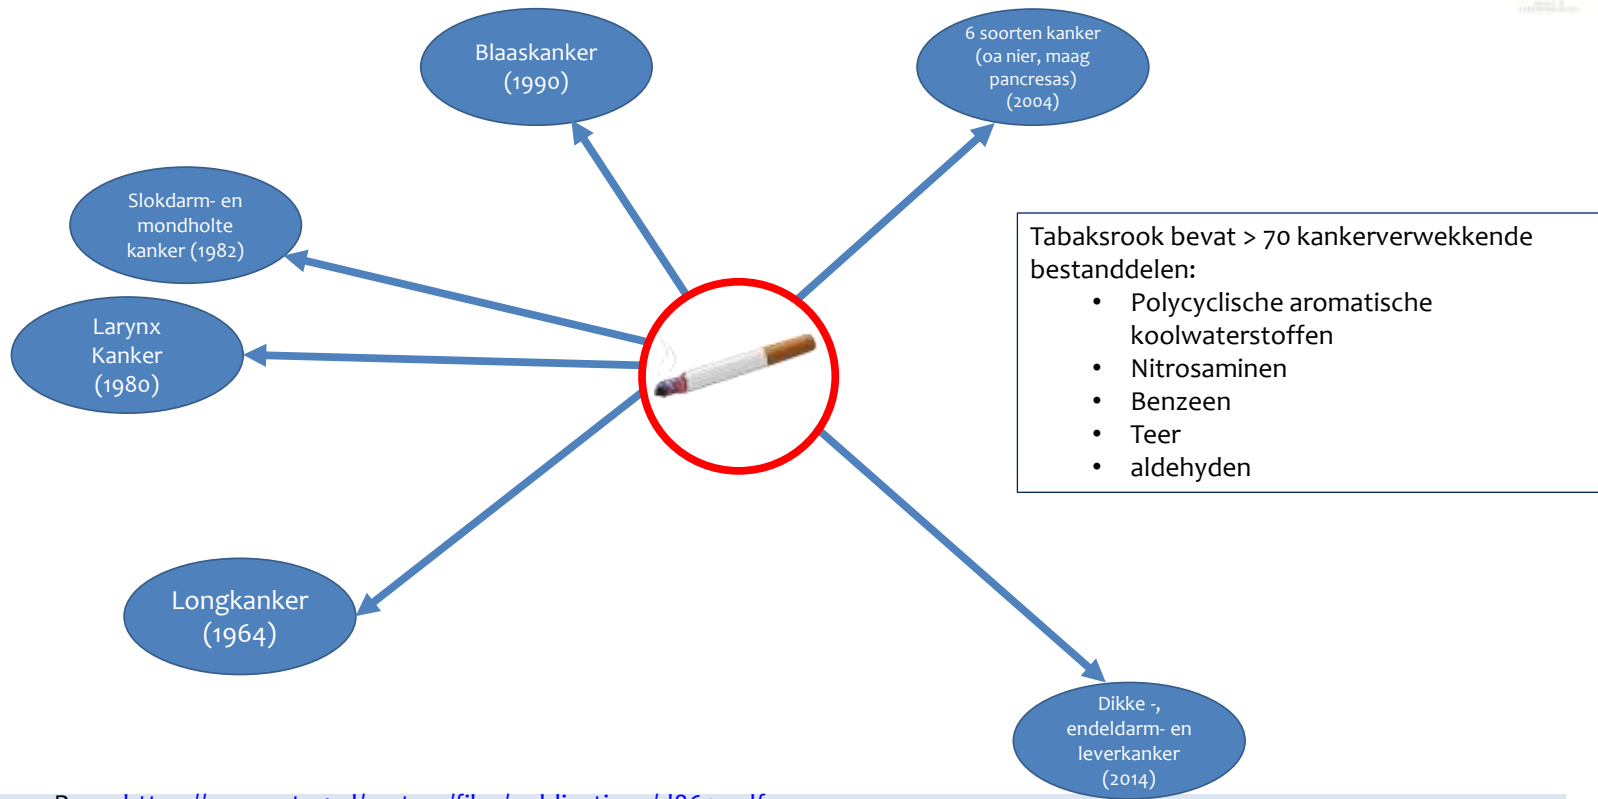 Blaaskanker
(1990)
6 soorten kanker
(oa nier, maag
pancresas)
(2004)
Slokdarm- en
mondholte
kanker (1982)
Larynx
Kanker
(1980)
Longkanker
(1964)
Tabaksrook bevat > 70 kankerverwekkende
bestanddelen:
• Polycyclische aromatische
koolwaterstoffen
• Nitrosaminen
• Benzeen
• Teer
• aldehyden
Dikke -,
endeldarm- en
leverkanker
(2014)